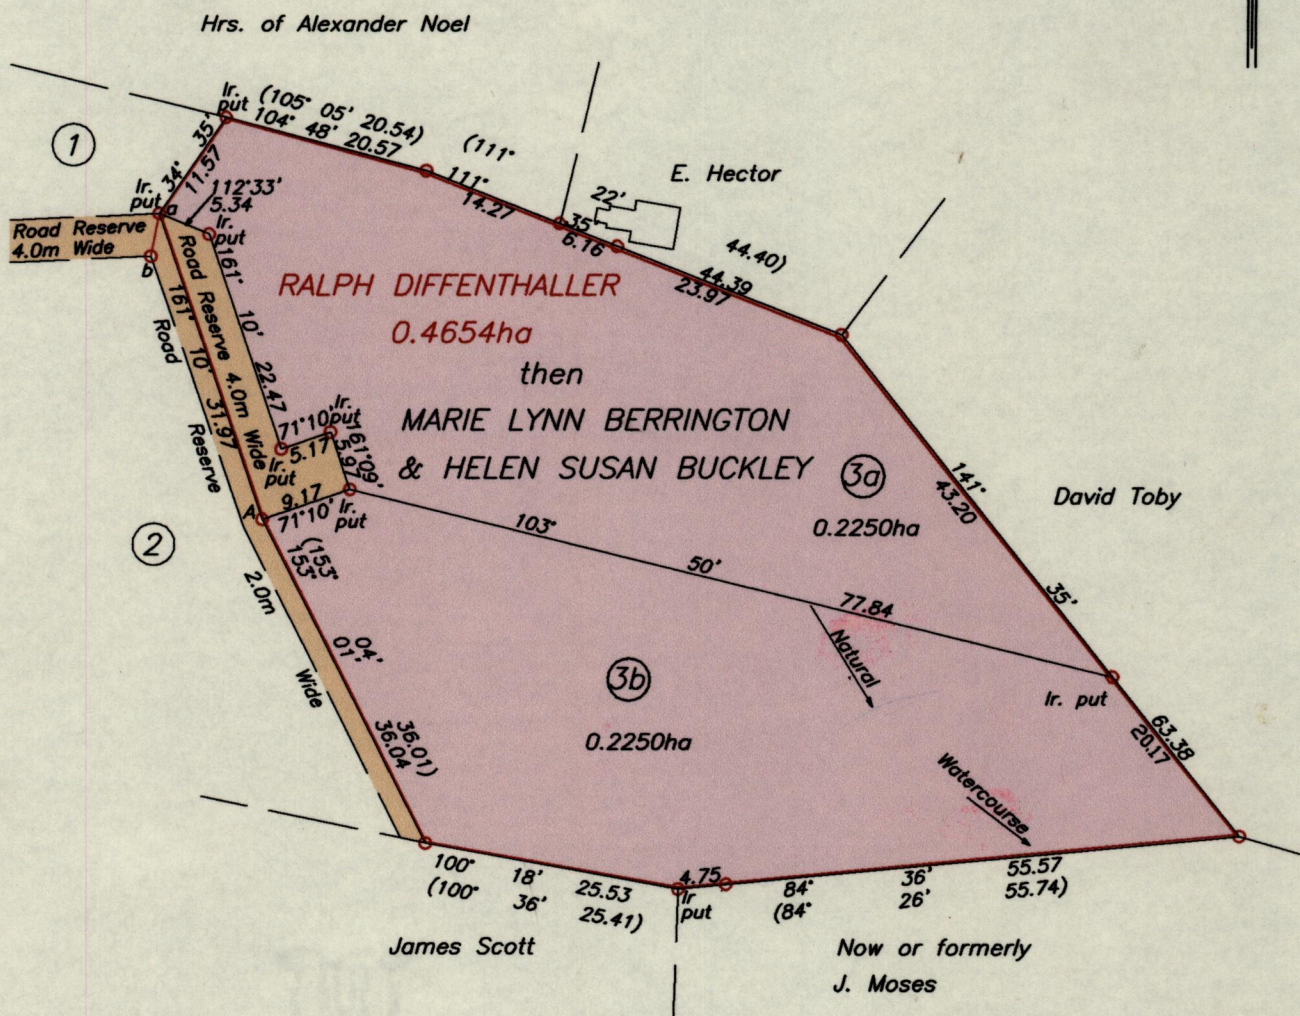 Hrs. of Alexander Noel
Ir.
put
(105° 05' 20.54)
104° 48' 20.57
(111°
111°
14.27
35'
6.16
22'
E. Hector
44.40)
44.39
23.97
1
34° 35'
11.57
Ir.
put
a
112°33'
5.34
Ir.
put
Road Reserve
4.0m Wide
b
RALPH DIFFENTHALLER
0.4654ha
then
MARIE LYNN BERRINGTON
& HELEN SUSAN BUCKLEY
161° 10' 22.47
Road Reserve 4.0m Wide
161° 10' 31.97
Road Reserve
71°10'
5.17
Ir.
put
161°09'
5.97
Ir.
put
9.17
71°10'
Ir.
put
A
3a
0.2250ha
141° 35'
43.20
David Toby
2
103° 50' 77.84
(153° 04' 36.01)
153° 01' 36.04
2.0m Wide
3b
0.2250ha
Natural
Watercourse
Ir. put
63.38
20.17
100° 18' 25.53
(100° 36' 25.41)
4.75
Ir
put
84° 36' 55.57
(84° 26' 55.74)
James Scott
Now or formerly
J. Moses